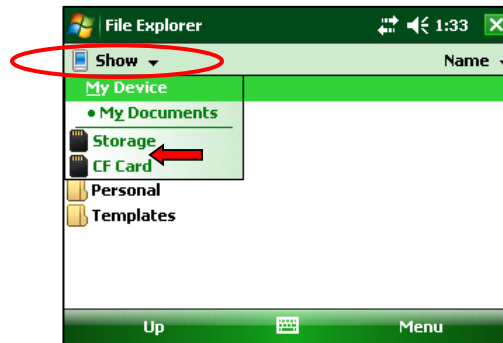 File Explorer 1:33
Show Name
My Device
My Documents
Storage
CF Card
Personal
Templates
Up Menu